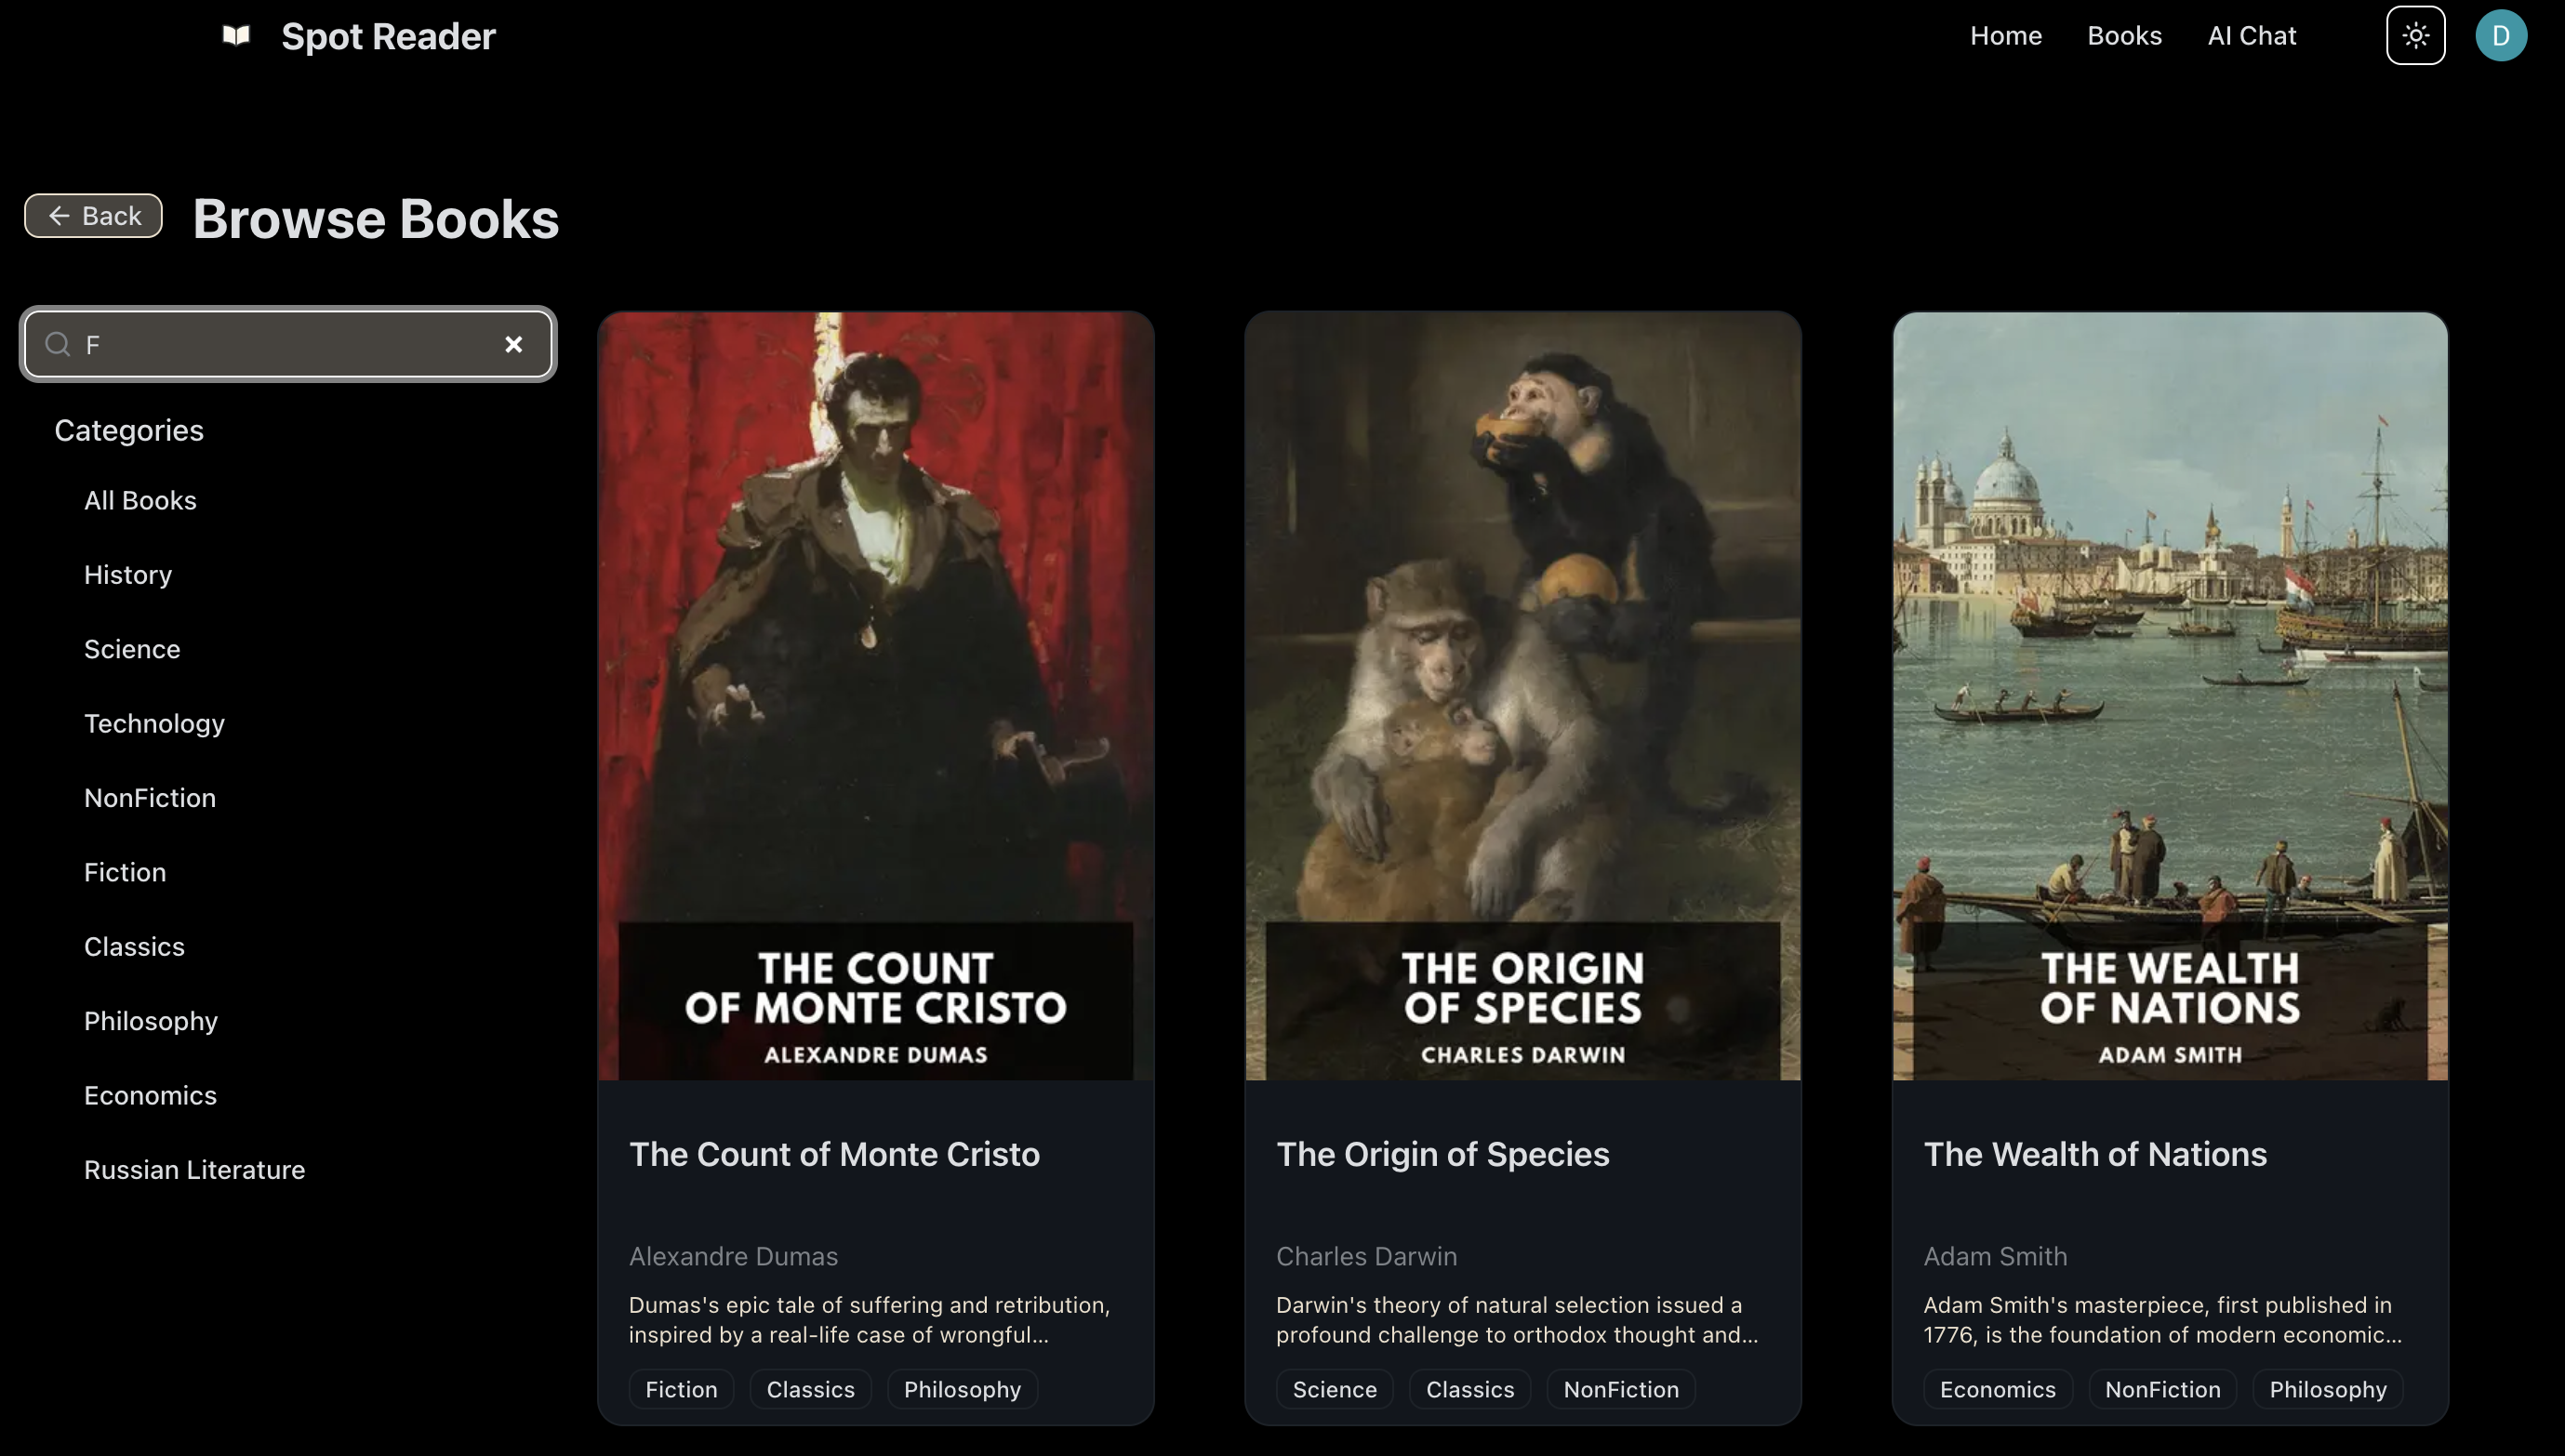 Spot Reader
Home
Books
AI Chat
D
Back
Browse Books
F
Categories
All Books
History
Science
Technology
NonFiction
Fiction
Classics
Philosophy
Economics
Russian Literature
THE COUNT
OF MONTE CRISTO
ALEXANDRE DUMAS
The Count of Monte Cristo
Alexandre Dumas
Dumas's epic tale of suffering and retribution,
inspired by a real-life case of wrongful...
Fiction
Classics
Philosophy
THE ORIGIN
OF SPECIES
CHARLES DARWIN
The Origin of Species
Charles Darwin
Darwin's theory of natural selection issued a
profound challenge to orthodox thought and...
Science
Classics
NonFiction
THE WEALTH
OF NATIONS
ADAM SMITH
The Wealth of Nations
Adam Smith
Adam Smith's masterpiece, first published in
1776, is the foundation of modern economic...
Economics
NonFiction
Philosophy